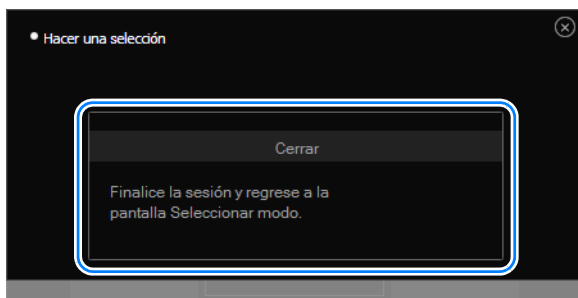 Hacer una selección
Cerrar
Finalice la sesión y regrese a la
pantalla Seleccionar modo.